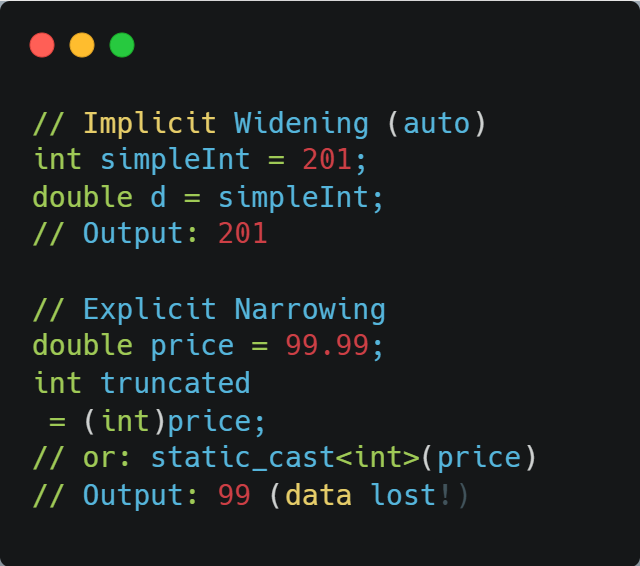 // Implicit Widening (auto)
int simpleInt = 201;
double d = simpleInt;
// Output: 201
// Explicit Narrowing
double price = 99.99;
int truncated
= (int)price;
// or: static_cast<int>(price)
// Output: 99 (data lost!)